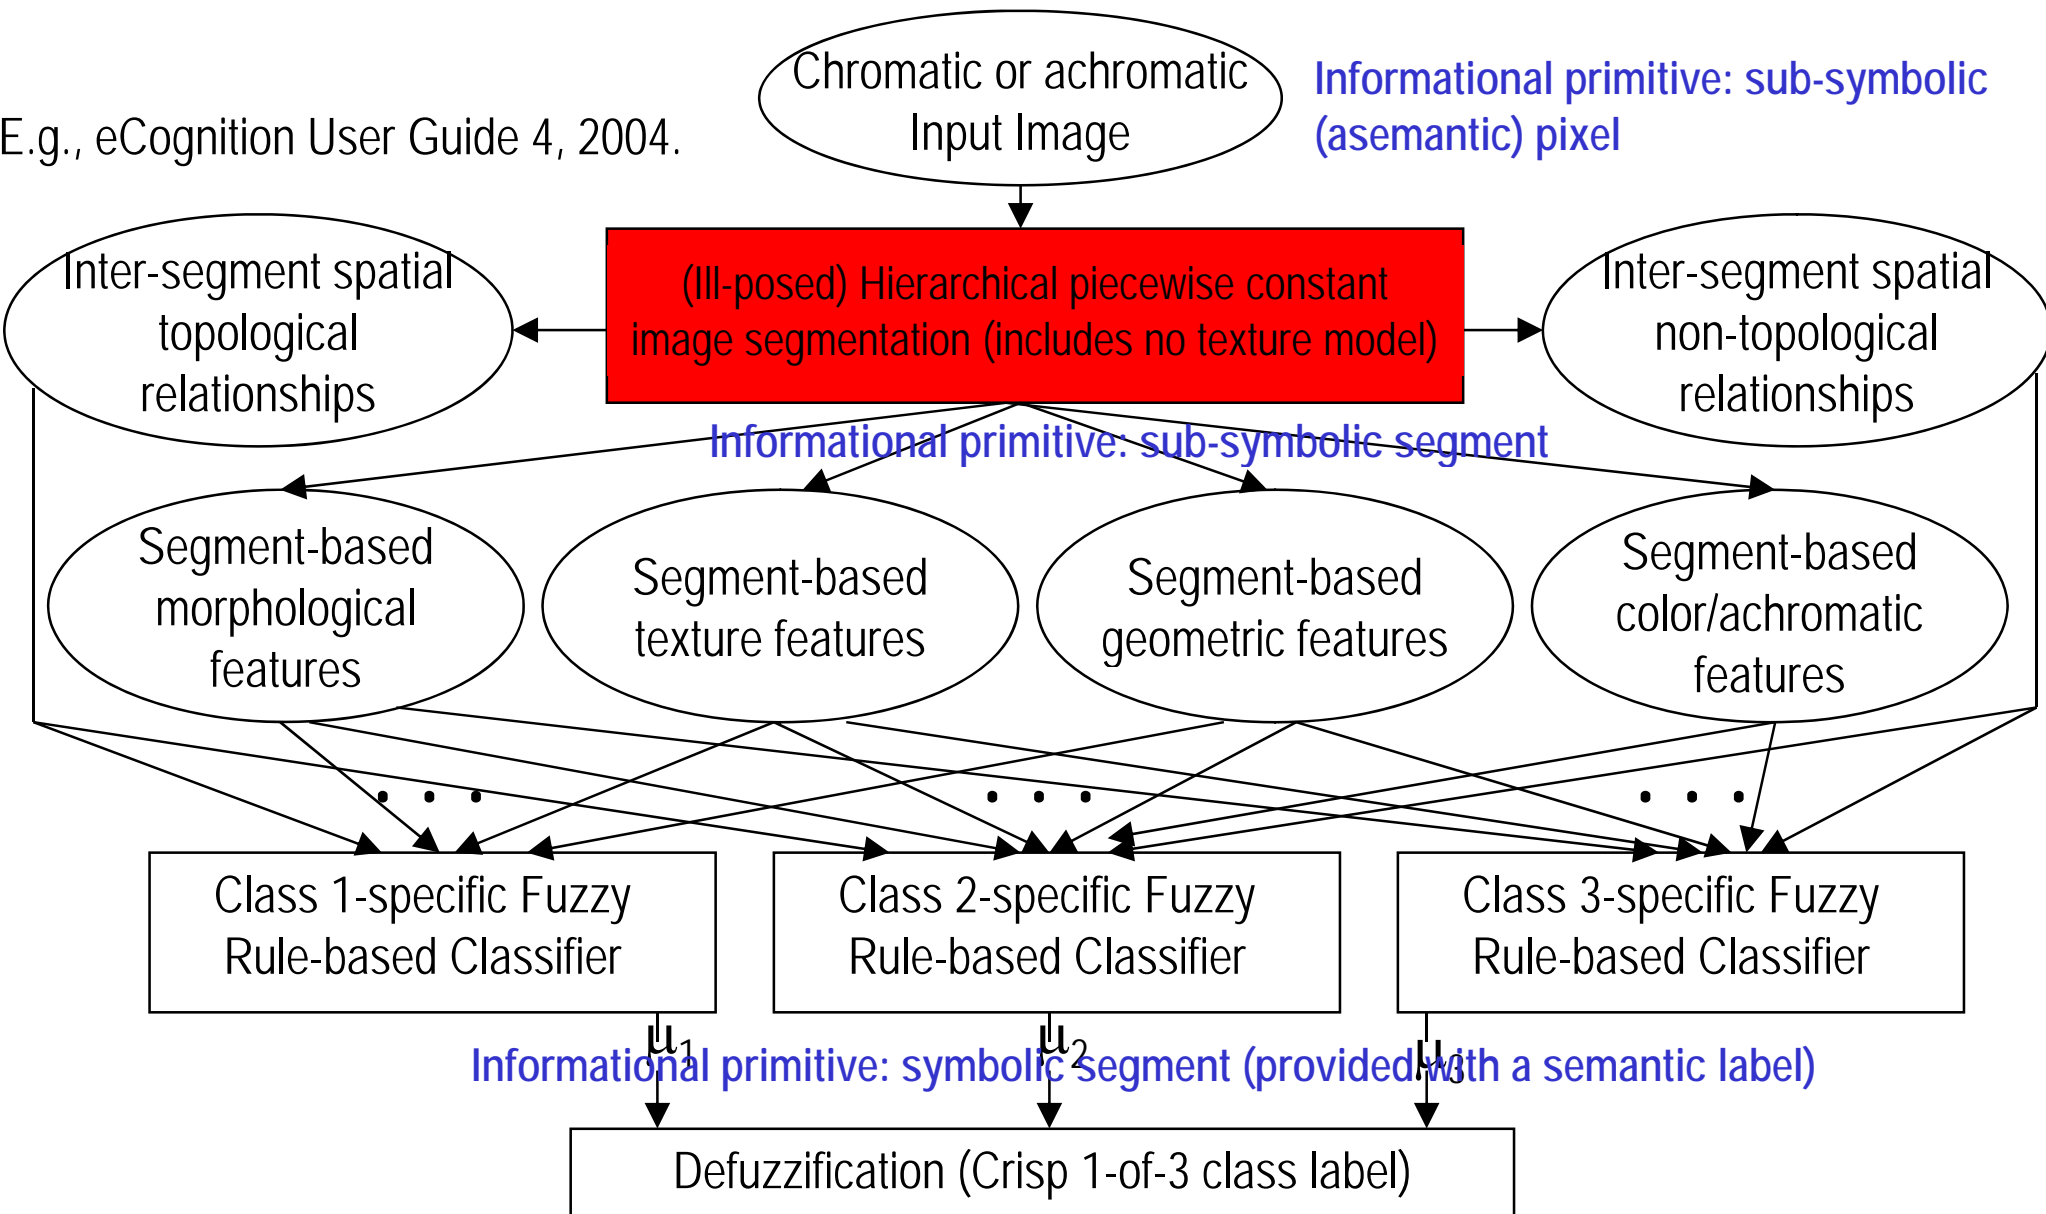 Chromatic or achromatic
Input Image
Informational primitive: sub-symbolic
(asemantic) pixel
E.g., eCognition User Guide 4, 2004.
Inter-segment spatial
topological
relationships
(Ill-posed) Hierarchical piecewise constant
image segmentation (includes no texture model)
Inter-segment spatial
non-topological
relationships
Informational primitive: sub-symbolic segment
Segment-based
morphological
features
Segment-based
texture features
Segment-based
geometric features
Segment-based
color/achromatic
features
. . .
. . .
. . .
Class 1-specific Fuzzy
Rule-based Classifier
Class 2-specific Fuzzy
Rule-based Classifier
Class 3-specific Fuzzy
Rule-based Classifier
μ1
μ2
μ3
Informational primitive: symbolic segment (provided with a semantic label)
Defuzzification (Crisp 1-of-3 class label)